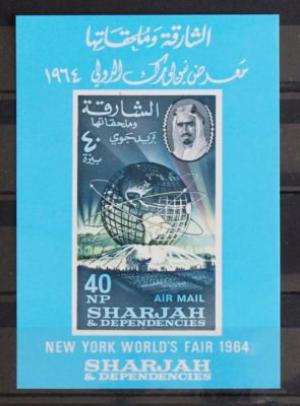 الشارقة وملحقاتها
معرض نيويورك الدولي ١٩٦٤
الشارقة
وملحقاتها
بريد جوي
٤٠
بيزة
40
NP
AIR MAIL
SHARJAH
& DEPENDENCIES
NEW YORK WORLD'S FAIR 1964
SHARJAH
& DEPENDENCIES